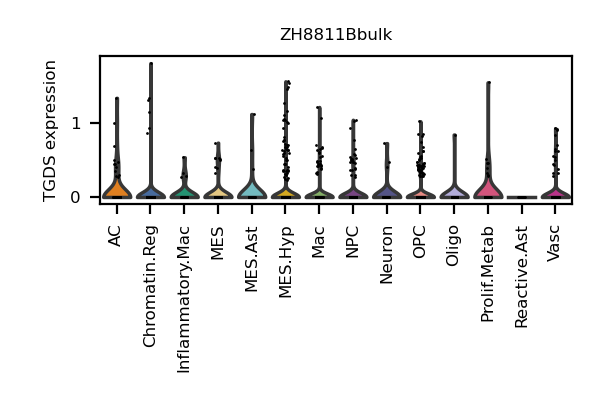 ZH8811Bbulk
TGDS expression
1
0
AC
Chromatin.Reg
Inflammatory.Mac
MES
MES.Ast
MES.Hyp
Mac
NPC
Neuron
OPC
Oligo
Prolif.Metab
Reactive.Ast
Vasc